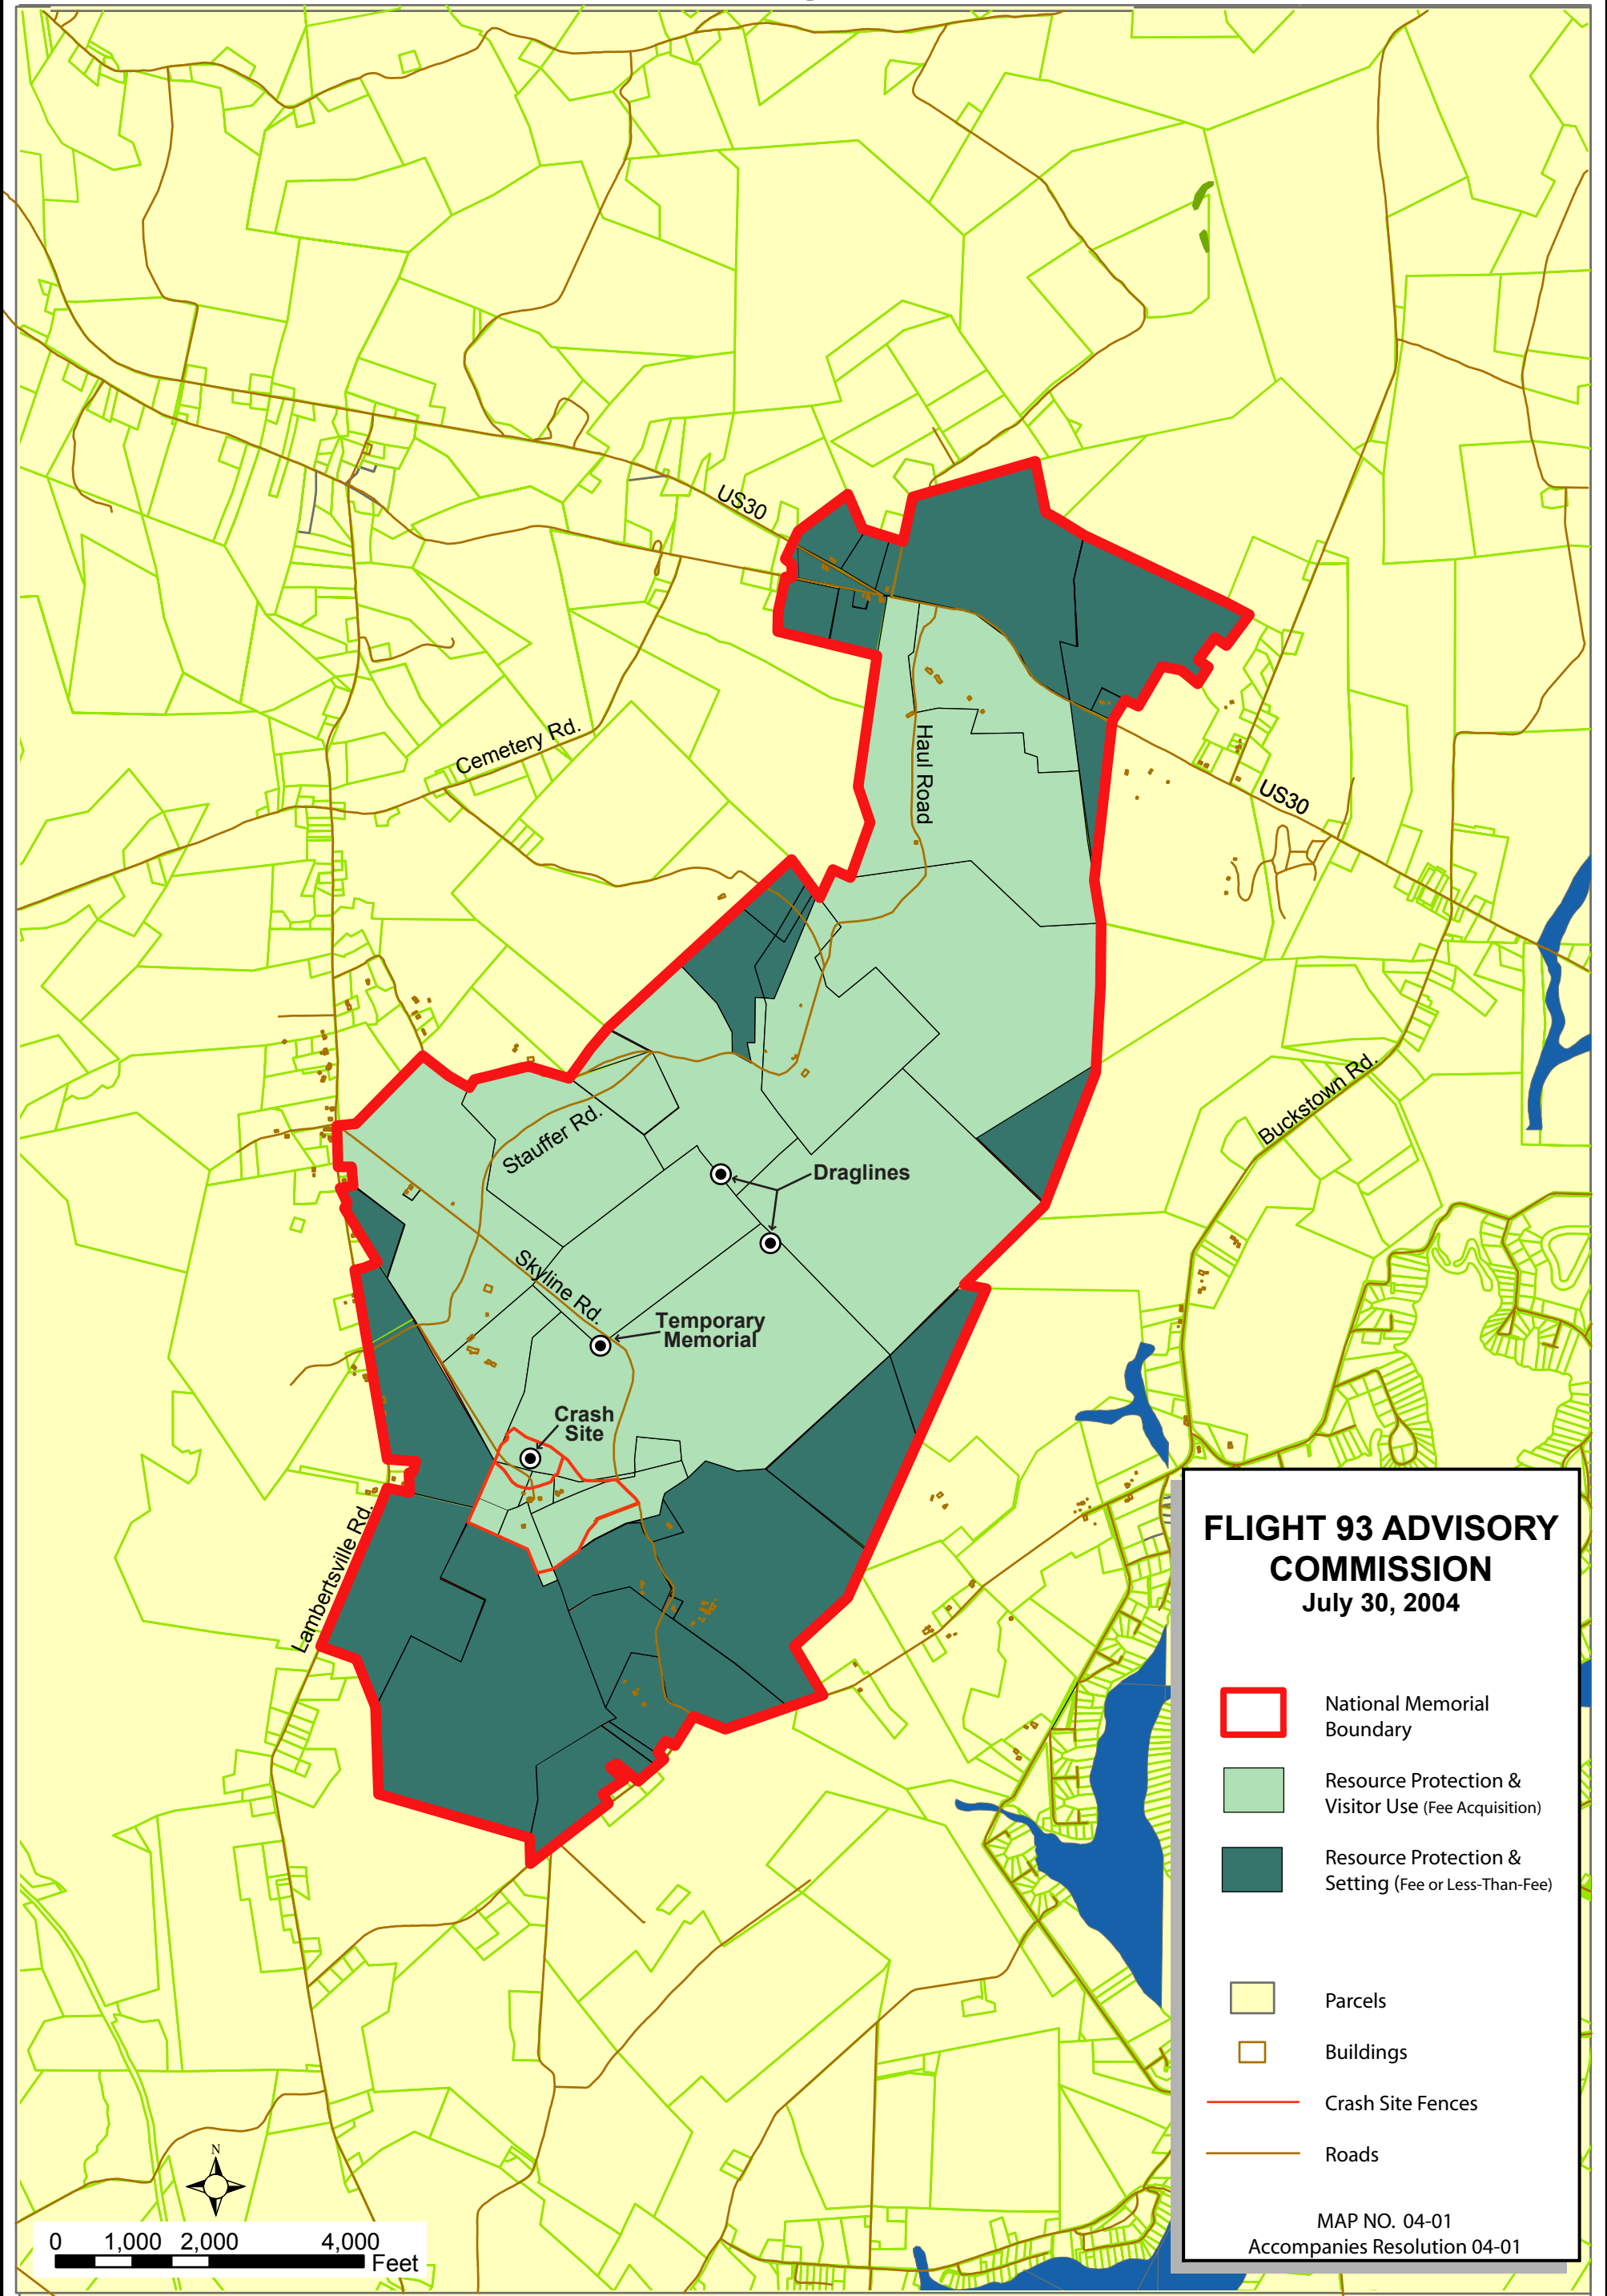 US30
Cemetery Rd.
Haul Road
US30
Buckstown Rd.
Stauffer Rd.
Draglines
Skyline Rd.
Temporary
Memorial
Crash
Site
Lambertsville Rd.
FLIGHT 93 ADVISORY
COMMISSION
July 30, 2004
National Memorial
Boundary
Resource Protection &
Visitor Use (Fee Acquisition)
Resource Protection &
Setting (Fee or Less-Than-Fee)
Parcels
Buildings
Crash Site Fences
Roads
MAP NO. 04-01
Accompanies Resolution 04-01
N
0 1,000 2,000 4,000
Feet